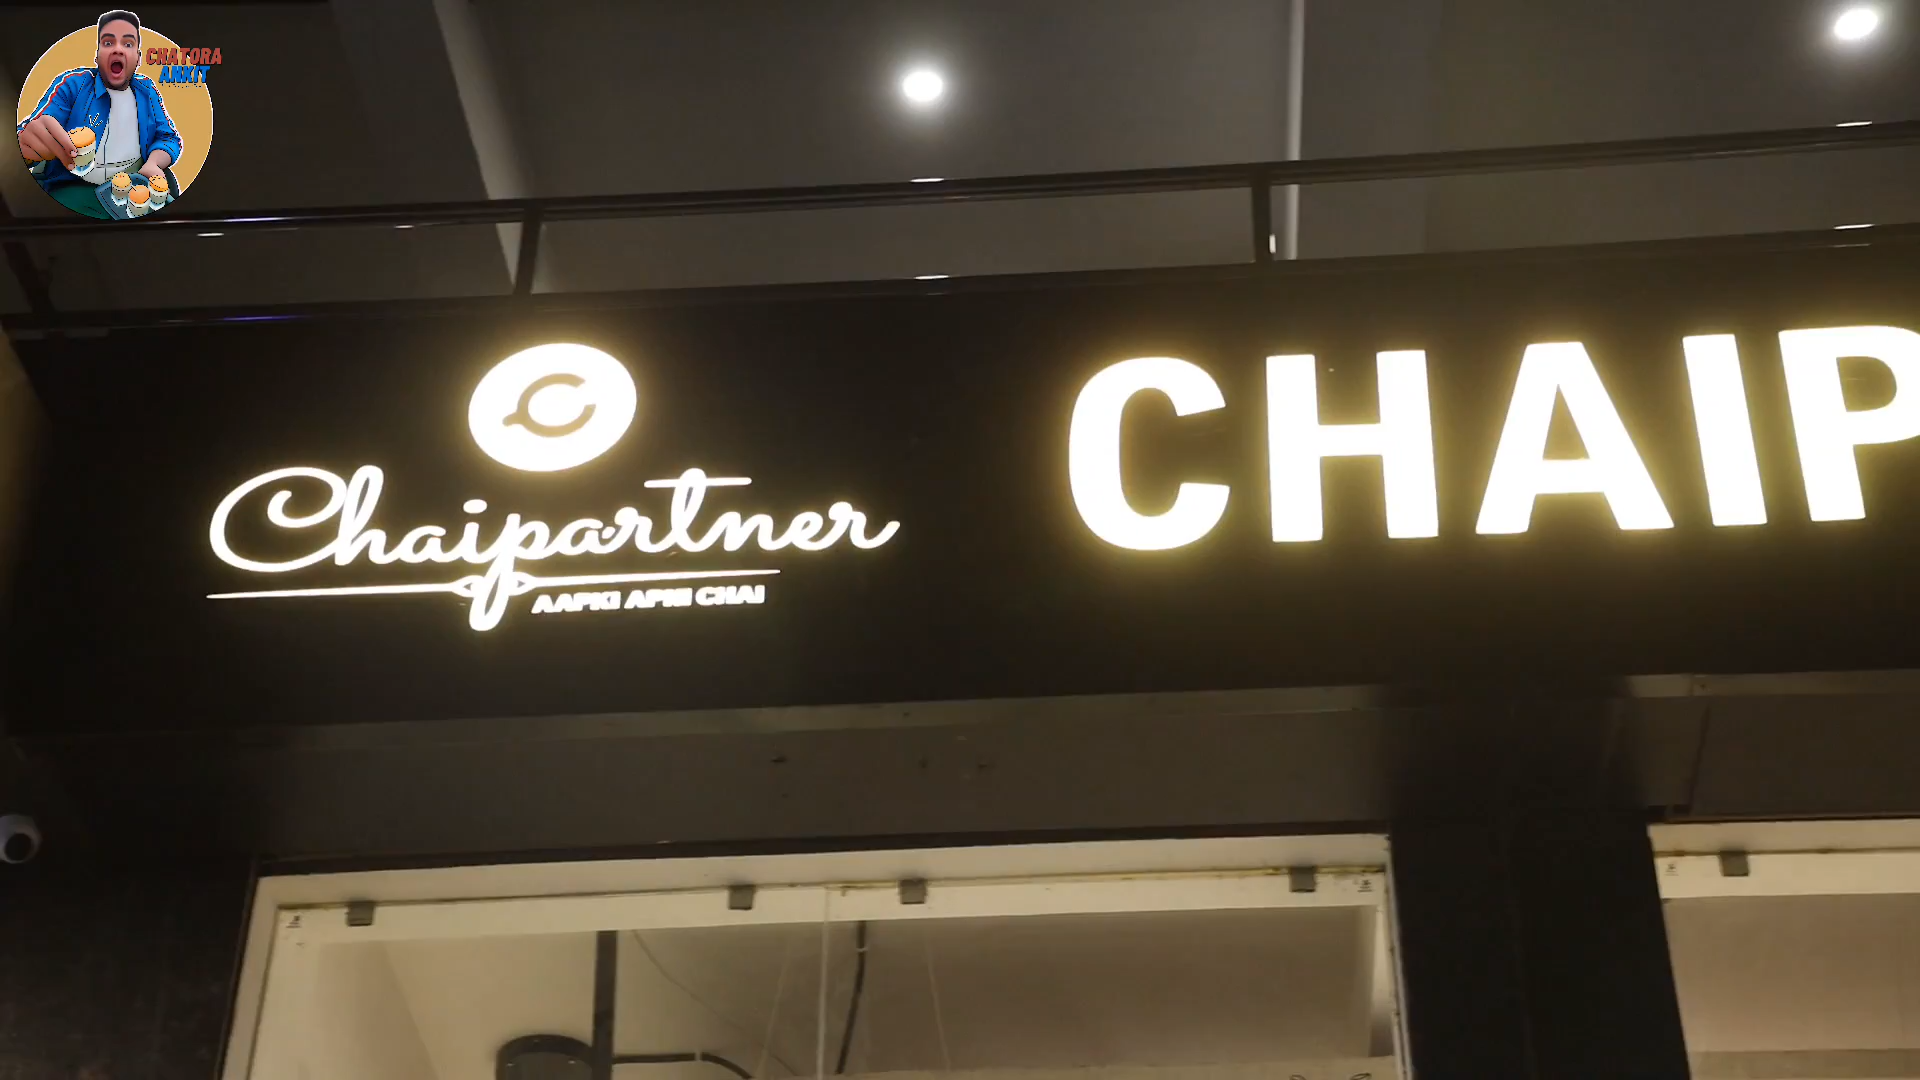 CHATORA
ANKIT
Chaipartner
AAPKI APNI CHAI
CHAIP